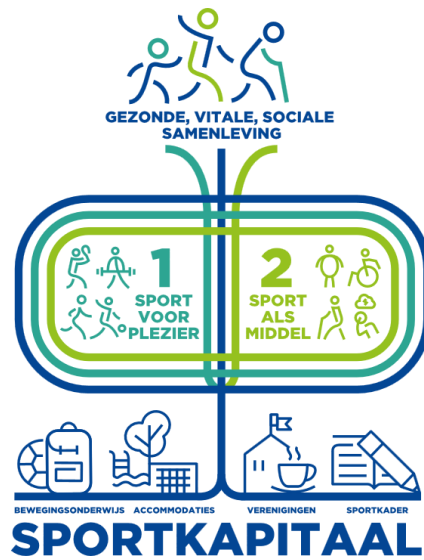 GEZONDE, VITALE, SOCIALE
SAMENLEVING
1
SPORT
VOOR
PLEZIER
2
SPORT
ALS
MIDDEL
BEWEGINGSONDERWIJS
ACCOMMODATIES
VERENIGINGEN
SPORTKADER
SPORTKAPITAAL